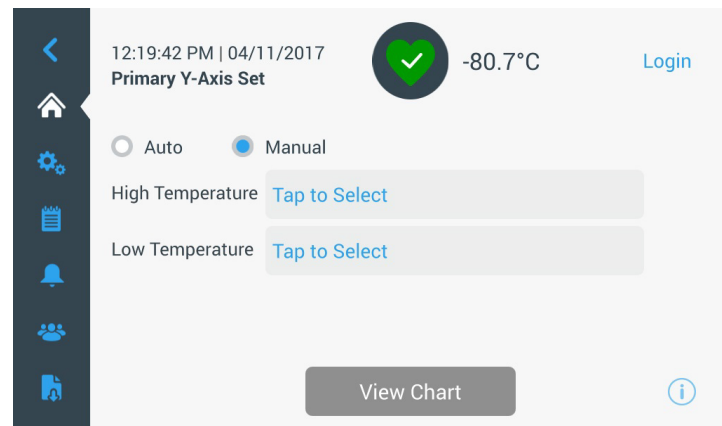 12:19:42 PM | 04/11/2017
Primary Y-Axis Set
-80.7°C
Login
Auto
Manual
High Temperature
Tap to Select
Low Temperature
Tap to Select
View Chart
i